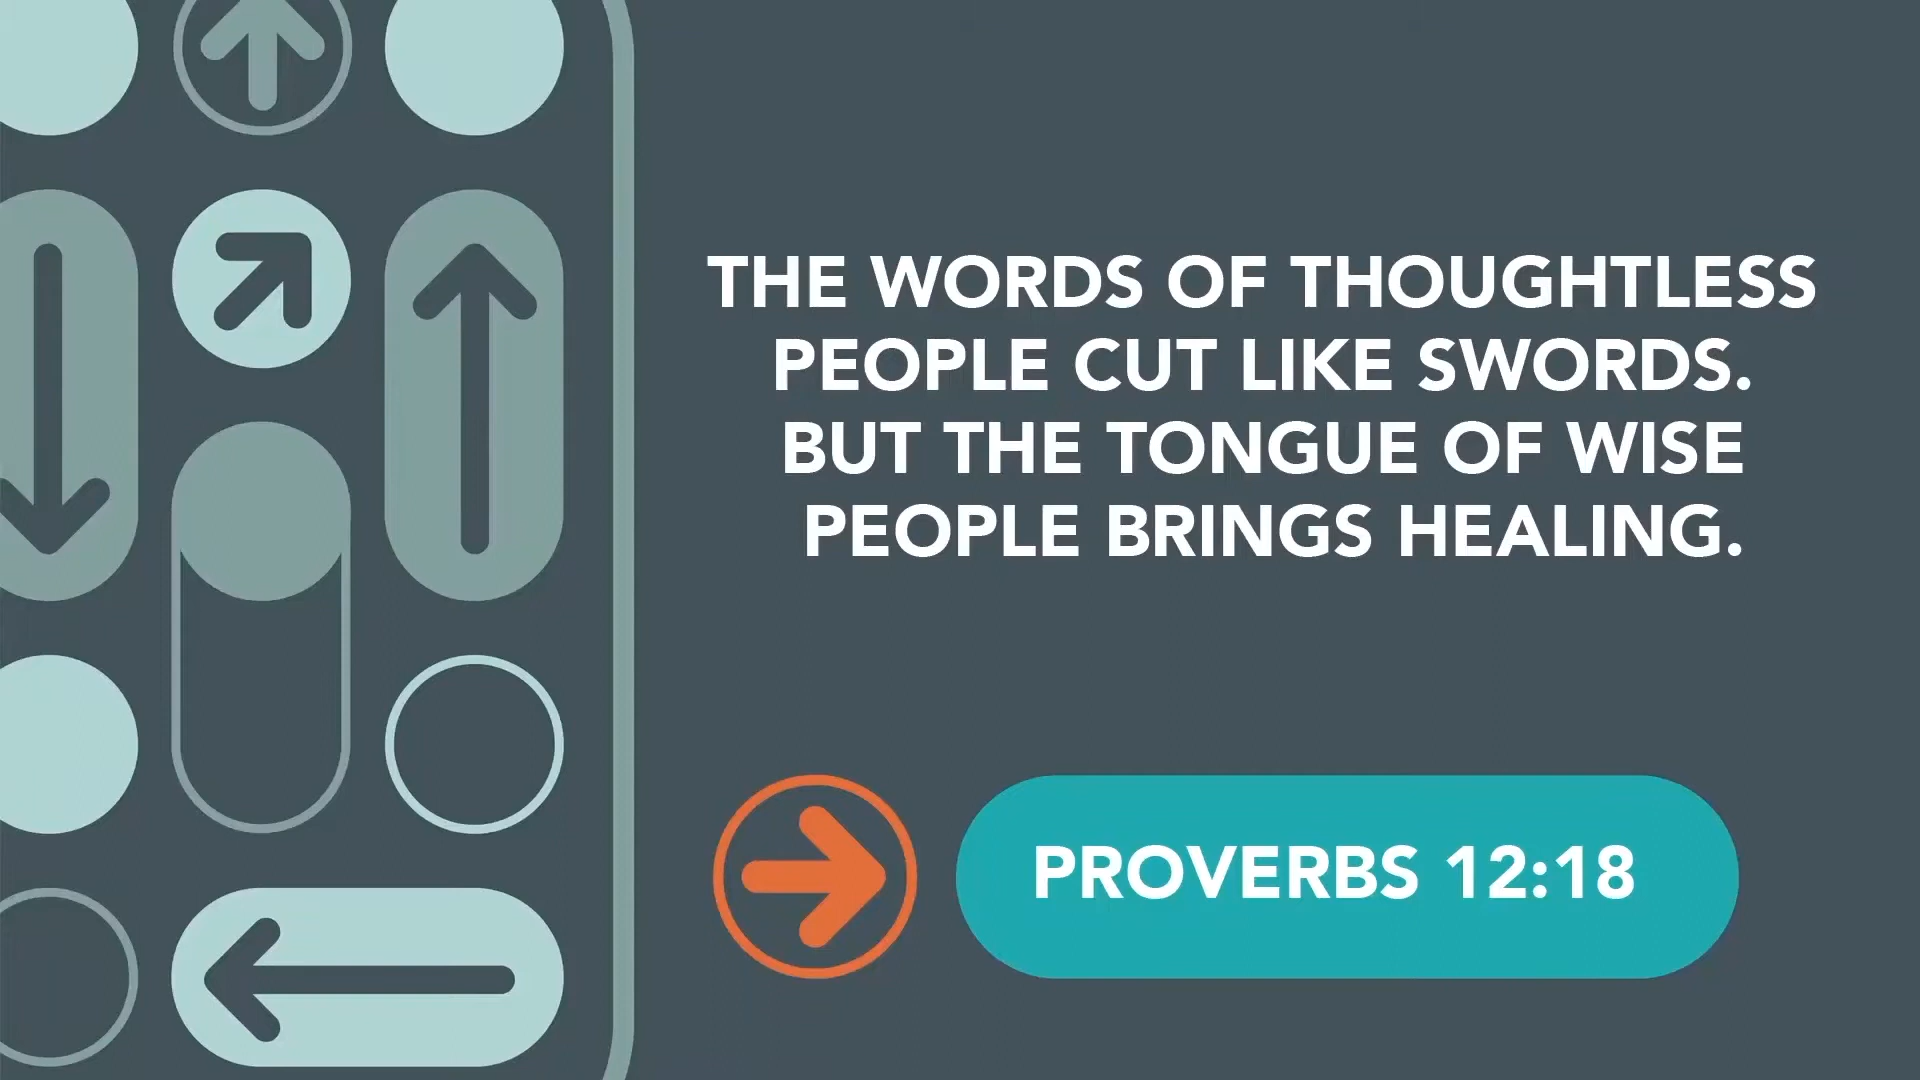 THE WORDS OF THOUGHTLESS
PEOPLE CUT LIKE SWORDS.
BUT THE TONGUE OF WISE
PEOPLE BRINGS HEALING.
PROVERBS 12:18